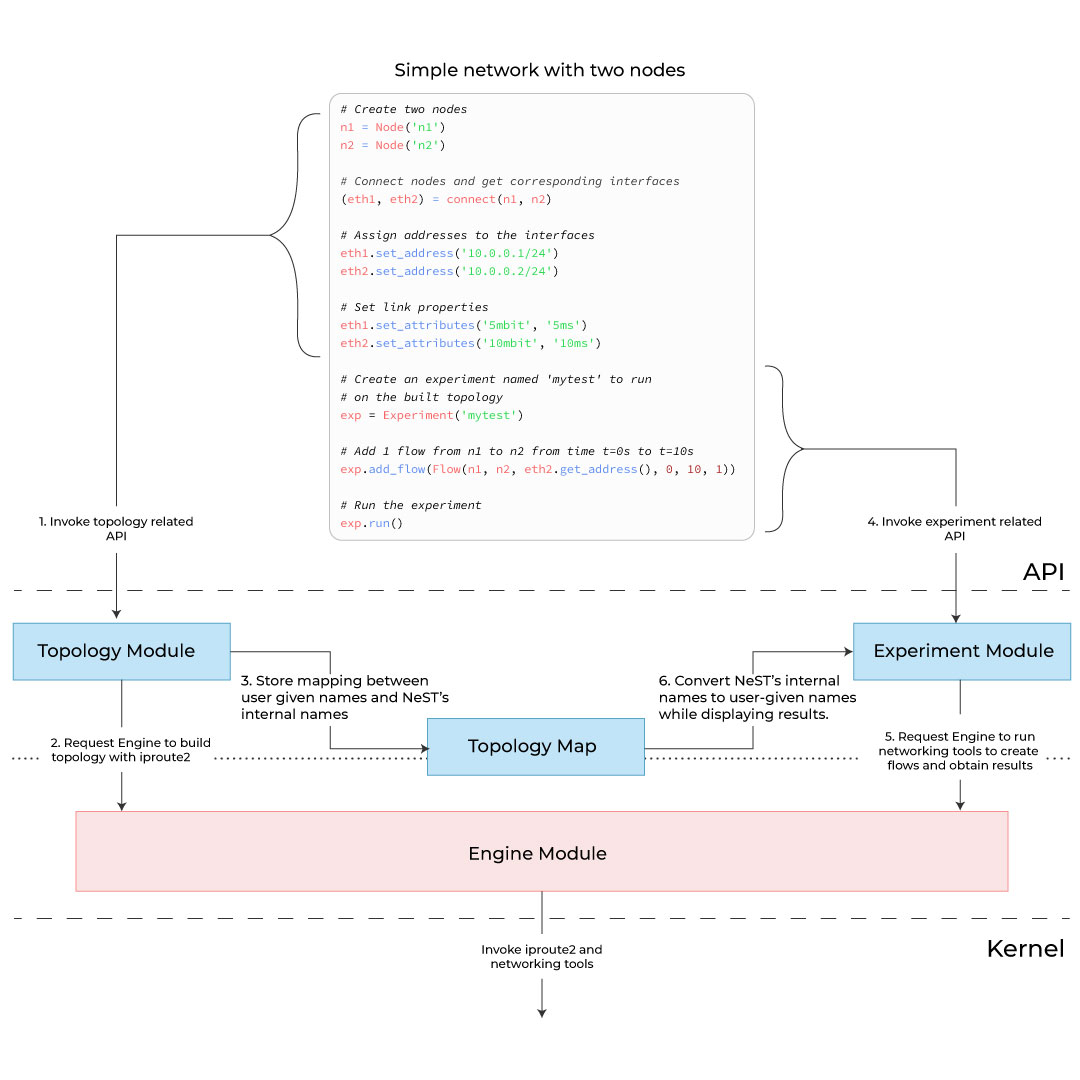 Simple network with two nodes
# Create two nodes
n1 = Node('n1')
n2 = Node('n2')
# Connect nodes and get corresponding interfaces
(eth1, eth2) = connect(n1, n2)
# Assign addresses to the interfaces
eth1.set_address('10.0.0.1/24')
eth2.set_address('10.0.0.2/24')
# Set link properties
eth1.set_attributes('5mbit', '5ms')
eth2.set_attributes('10mbit', '10ms')
# Create an experiment named 'mytest' to run
# on the built topology
exp = Experiment('mytest')
# Add 1 flow from n1 to n2 from time t=0s to t=10s
exp.add_flow(Flow(n1, n2, eth2.get_address(), 0, 10, 1))
# Run the experiment
exp.run()
1. Invoke topology related
API
4. Invoke experiment related
API
API
Topology Module
Experiment Module
3. Store mapping between
user given names and NeST’s
internal names
6. Convert NeST’s internal
names to user-given names
while displaying results.
Topology Map
2. Request Engine to build
topology with iproute2
5. Request Engine to run
networking tools to create
flows and obtain results
Engine Module
Kernel
Invoke iproute2 and
networking tools